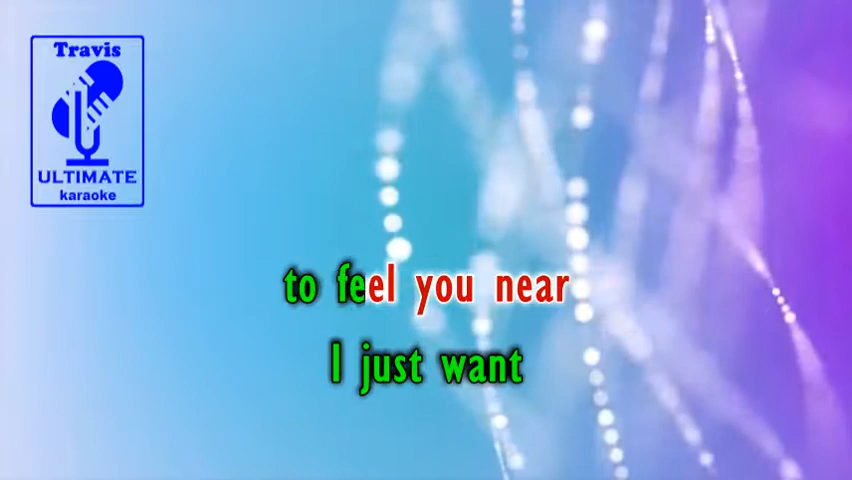 Travis
ULTIMATE
karaoke
to feel you near
I just want